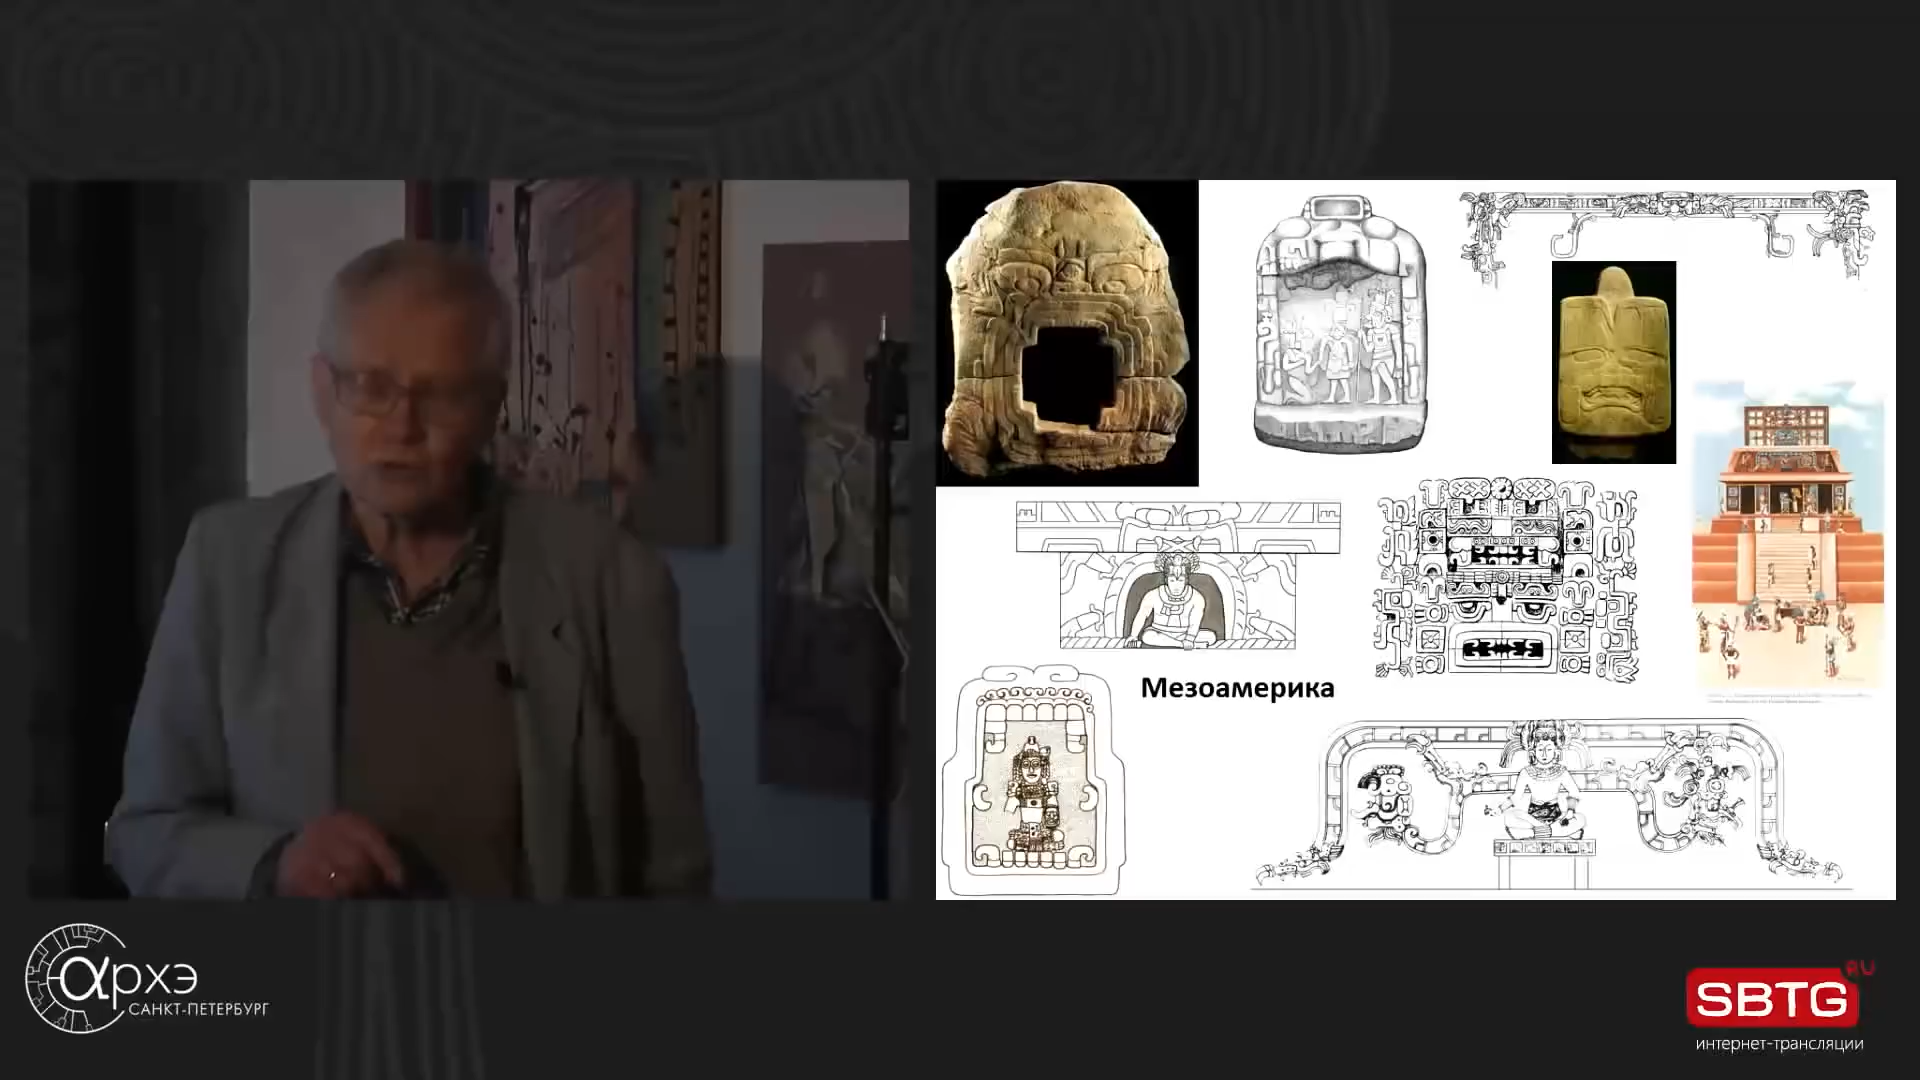 Мезоамерика
αрхэ
САНКТ-ПЕТЕРБУРГ
SBTG
RU
интернет-трансляции